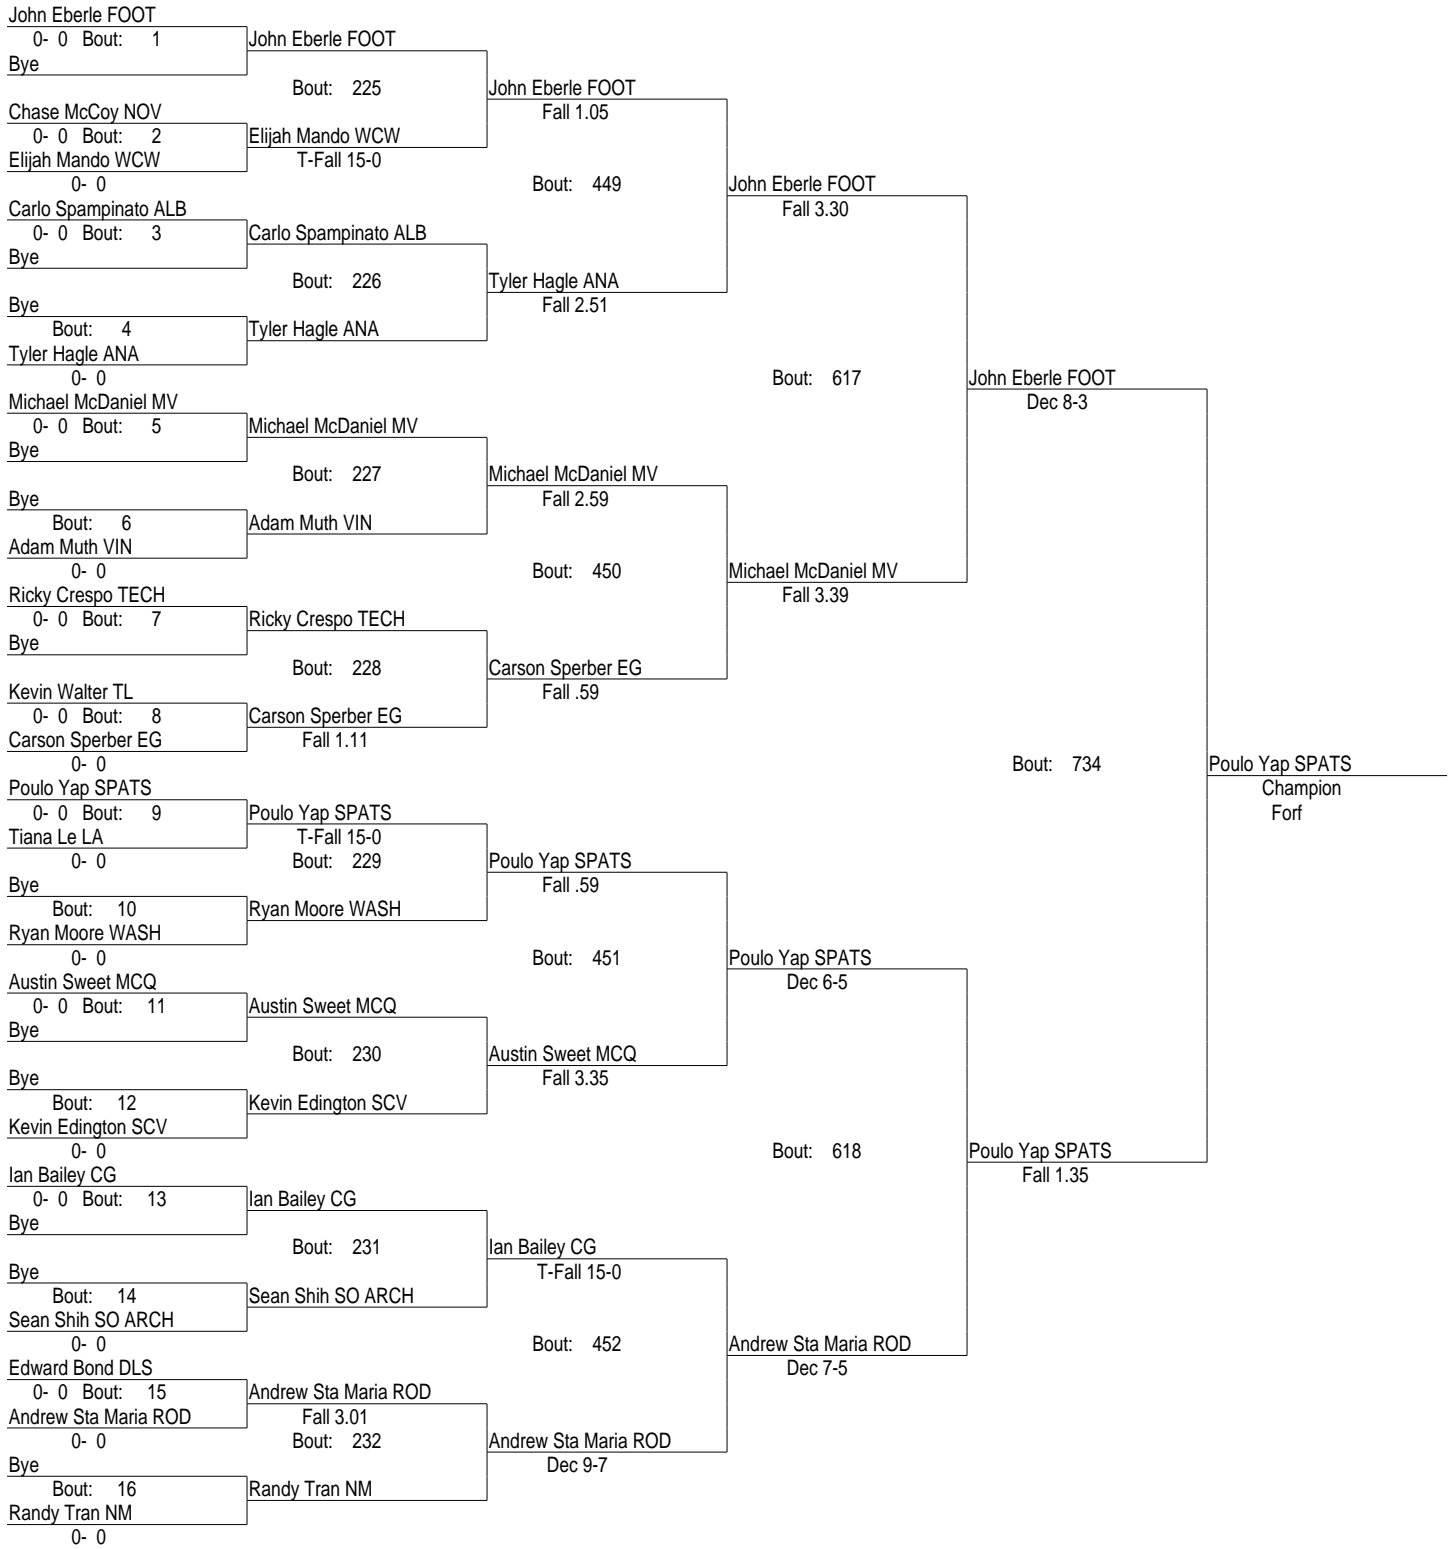 John Eberle FOOT
0- 0 Bout: 1 John Eberle FOOT
Bye
Bout: 225 John Eberle FOOT
Chase McCoy NOV Fall 1.05
0- 0 Bout: 2 Elijah Mando WCW
Elijah Mando WCW T-Fall 15-0
0- 0 Bout: 449 John Eberle FOOT
Carlo Spampinato ALB Fall 3.30
0- 0 Bout: 3 Carlo Spampinato ALB
Bye
Bout: 226 Tyler Hagle ANA
Bye Fall 2.51
Bout: 4 Tyler Hagle ANA
Tyler Hagle ANA
0- 0 Bout: 617 John Eberle FOOT
Michael McDaniel MV Dec 8-3
0- 0 Bout: 5 Michael McDaniel MV
Bye
Bout: 227 Michael McDaniel MV
Bye Fall 2.59
Bout: 6 Adam Muth VIN
Adam Muth VIN
0- 0 Bout: 450 Michael McDaniel MV
Ricky Crespo TECH Fall 3.39
0- 0 Bout: 7 Ricky Crespo TECH
Bye
Bout: 228 Carson Sperber EG
Kevin Walter TL Fall .59
0- 0 Bout: 8 Carson Sperber EG
Carson Sperber EG Fall 1.11
0- 0 Bout: 734 Poulo Yap SPATS
Poulo Yap SPATS Champion
0- 0 Bout: 9 Poulo Yap SPATS Forf
Tiana Le LA T-Fall 15-0
0- 0 Bout: 229 Poulo Yap SPATS
Bye Fall .59
Bout: 10 Ryan Moore WASH
Ryan Moore WASH
0- 0 Bout: 451 Poulo Yap SPATS
Austin Sweet MCQ Dec 6-5
0- 0 Bout: 11 Austin Sweet MCQ
Bye
Bout: 230 Austin Sweet MCQ
Bye Fall 3.35
Bout: 12 Kevin Edington SCV
Kevin Edington SCV
0- 0 Bout: 618 Poulo Yap SPATS
Ian Bailey CG Fall 1.35
0- 0 Bout: 13 Ian Bailey CG
Bye
Bout: 231 Ian Bailey CG
Bye T-Fall 15-0
Bout: 14 Sean Shih SO ARCH
Sean Shih SO ARCH
0- 0 Bout: 452 Andrew Sta Maria ROD
Edward Bond DLS Dec 7-5
0- 0 Bout: 15 Andrew Sta Maria ROD
Andrew Sta Maria ROD Fall 3.01
0- 0 Bout: 232 Andrew Sta Maria ROD
Bye Dec 9-7
Bout: 16 Randy Tran NM
Randy Tran NM
0- 0